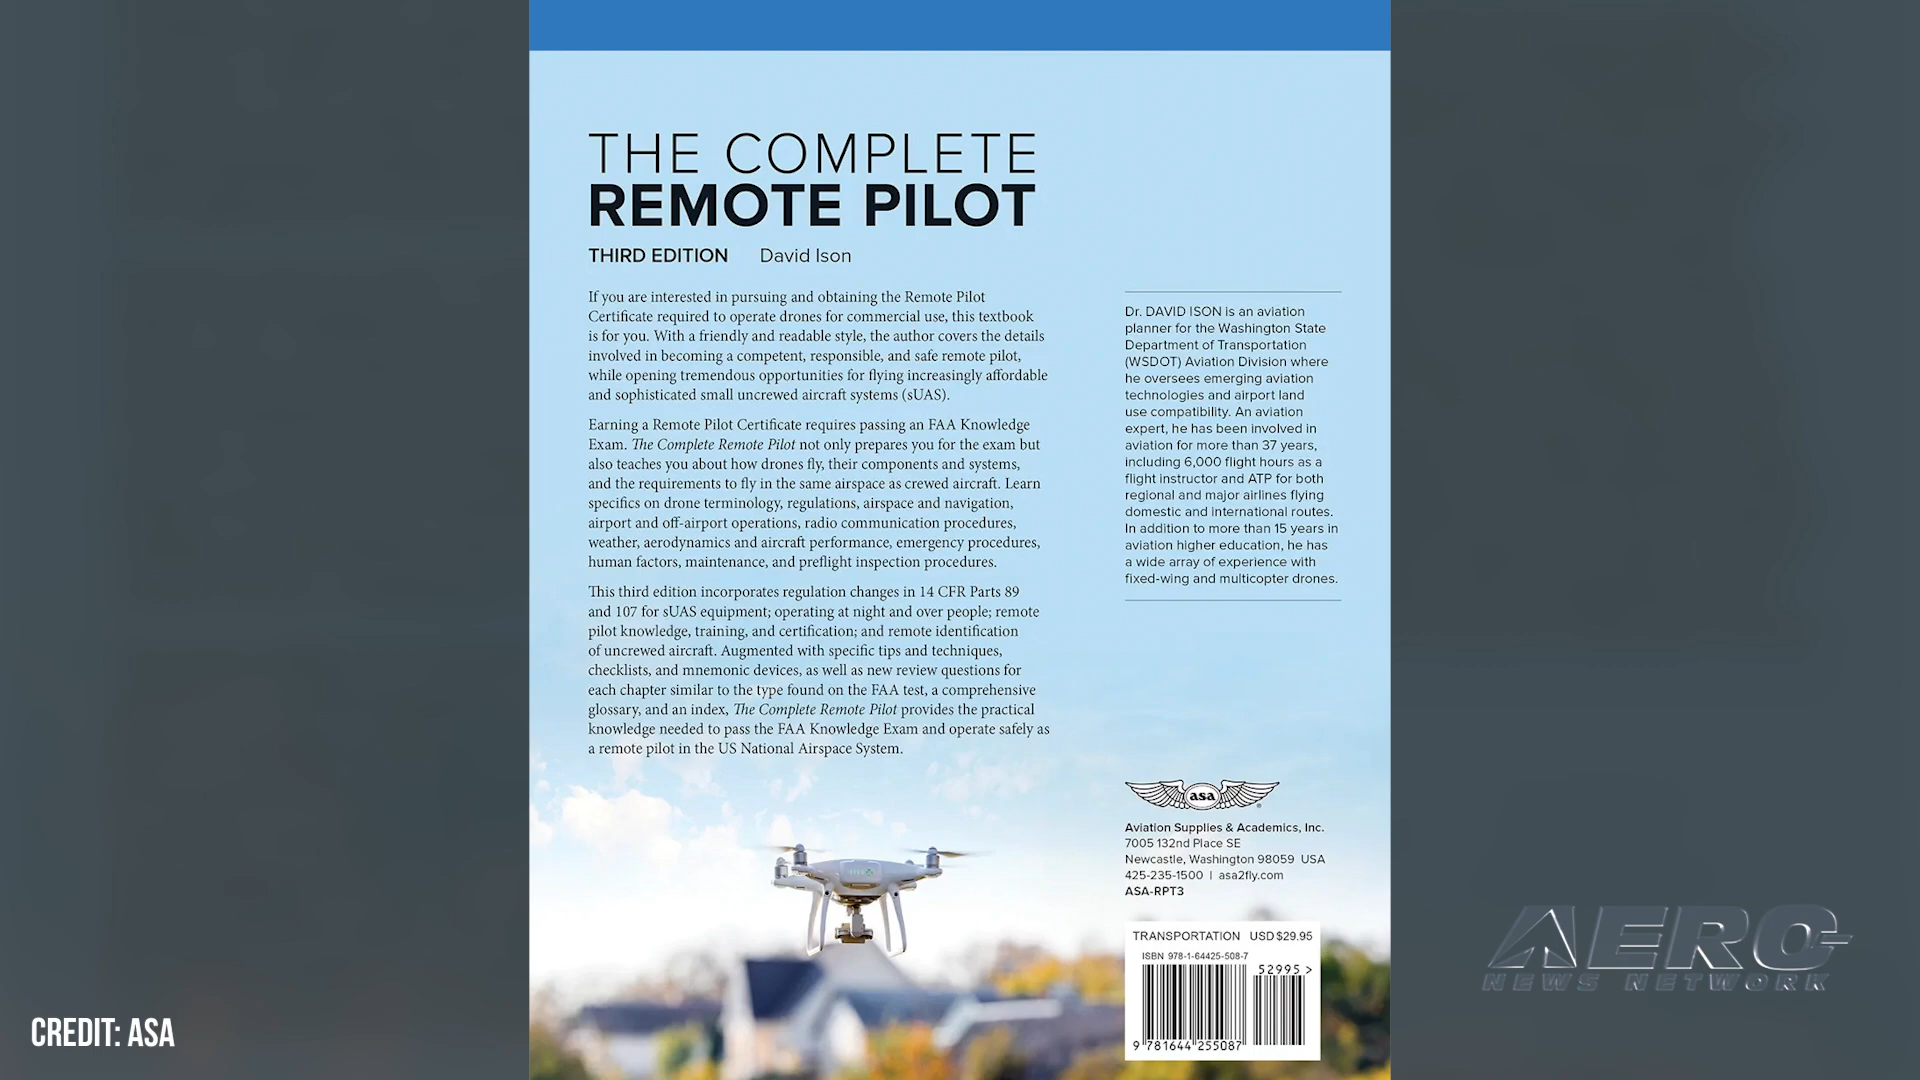 THE COMPLETE
REMOTE PILOT
THIRD EDITION David Ison
If you are interested in pursuing and obtaining the Remote Pilot
Certificate required to operate drones for commercial use, this textbook
is for you. With a friendly and readable style, the author covers the details
involved in becoming a competent, responsible, and safe remote pilot,
while opening tremendous opportunities for flying increasingly affordable
and sophisticated small uncrewed aircraft systems (sUAS).
Earning a Remote Pilot Certificate requires passing an FAA Knowledge
Exam. The Complete Remote Pilot not only prepares you for the exam but
also teaches you about how drones fly, their components and systems,
and the requirements to fly in the same airspace as crewed aircraft. Learn
specifics on drone terminology, regulations, airspace and navigation,
airport and off-airport operations, radio communication procedures,
weather, aerodynamics and aircraft performance, emergency procedures,
human factors, maintenance, and preflight inspection procedures.
This third edition incorporates regulation changes in 14 CFR Parts 89
and 107 for sUAS equipment; operating at night and over people; remote
pilot knowledge, training, and certification; and remote identification
of uncrewed aircraft. Augmented with specific tips and techniques,
checklists, and mnemonic devices, as well as new review questions for
each chapter similar to the type found on the FAA test, a comprehensive
glossary, and an index, The Complete Remote Pilot provides the practical
knowledge needed to pass the FAA Knowledge Exam and operate safely as
a remote pilot in the US National Airspace System.
Dr. DAVID ISON is an aviation
planner for the Washington State
Department of Transportation
(WSDOT) Aviation Division where
he oversees emerging aviation
technologies and airport land
use compatibility. An aviation
expert, he has been involved in
aviation for more than 37 years,
including 6,000 flight hours as a
flight instructor and ATP for both
regional and major airlines flying
domestic and international routes.
In addition to more than 15 years in
aviation higher education, he has
a wide array of experience with
fixed-wing and multicopter drones.
asa
Aviation Supplies & Academics, Inc.
7005 132nd Place SE
Newcastle, Washington 98059 USA
425-235-1500 | asa2fly.com
ASA-RPT3
TRANSPORTATION USD $29.95
ISBN 978-1-64425-508-7
52995 >
9 781644 255087
CREDIT: ASA
AERO-
NEWS NETWORK